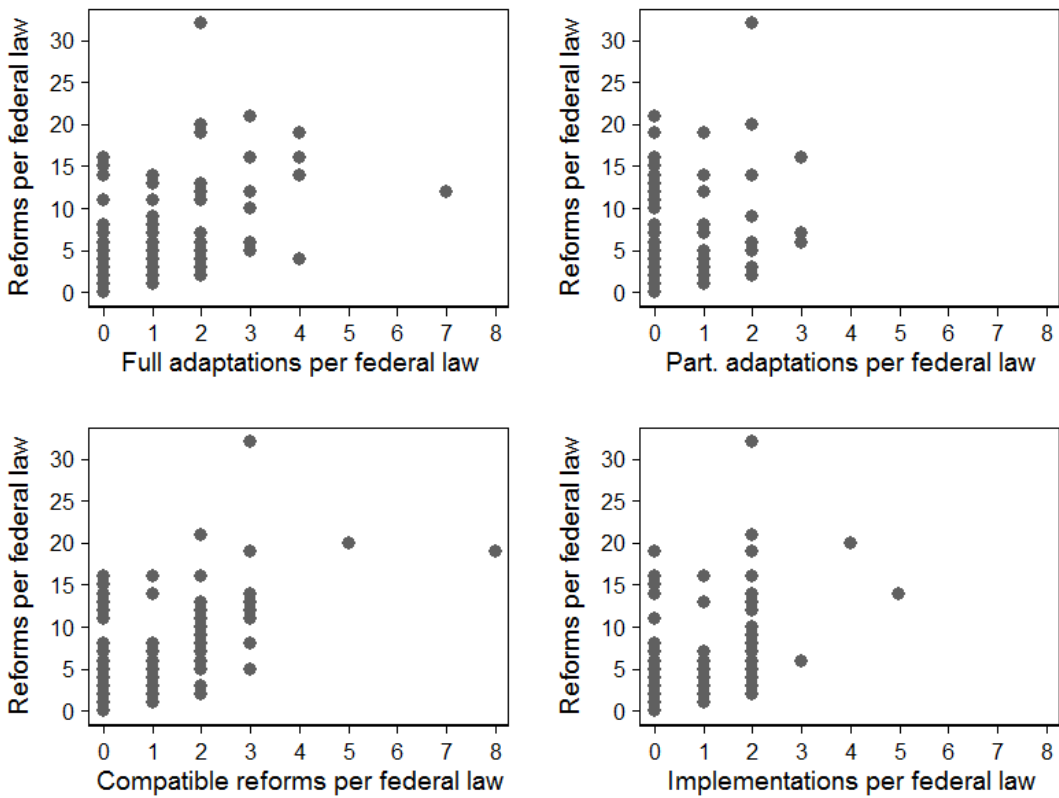 Reforms per federal law
30
25
20
15
10
5
0
0 1 2 3 4 5 6 7 8
Full adaptations per federal law
Reforms per federal law
30
25
20
15
10
5
0
0 1 2 3 4 5 6 7 8
Part. adaptations per federal law
Reforms per federal law
30
25
20
15
10
5
0
0 1 2 3 4 5 6 7 8
Compatible reforms per federal law
Reforms per federal law
30
25
20
15
10
5
0
0 1 2 3 4 5 6 7 8
Implementations per federal law